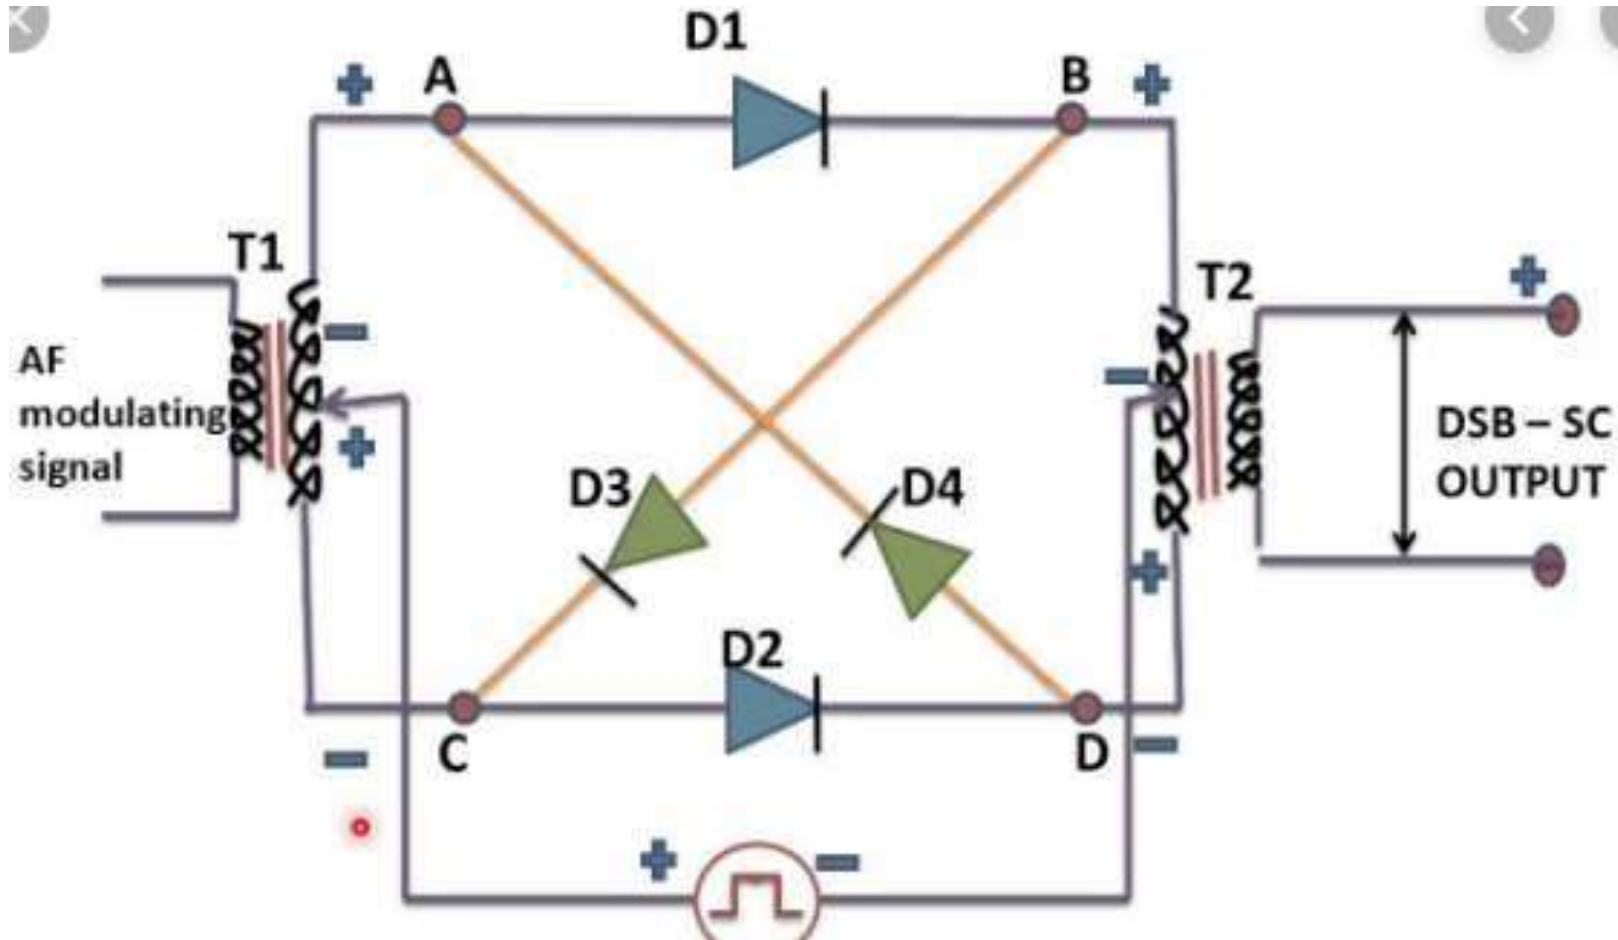 D1
A
B
T1
T2
AF
modulating
signal
DSB – SC
OUTPUT
D3
D4
D2
C
D